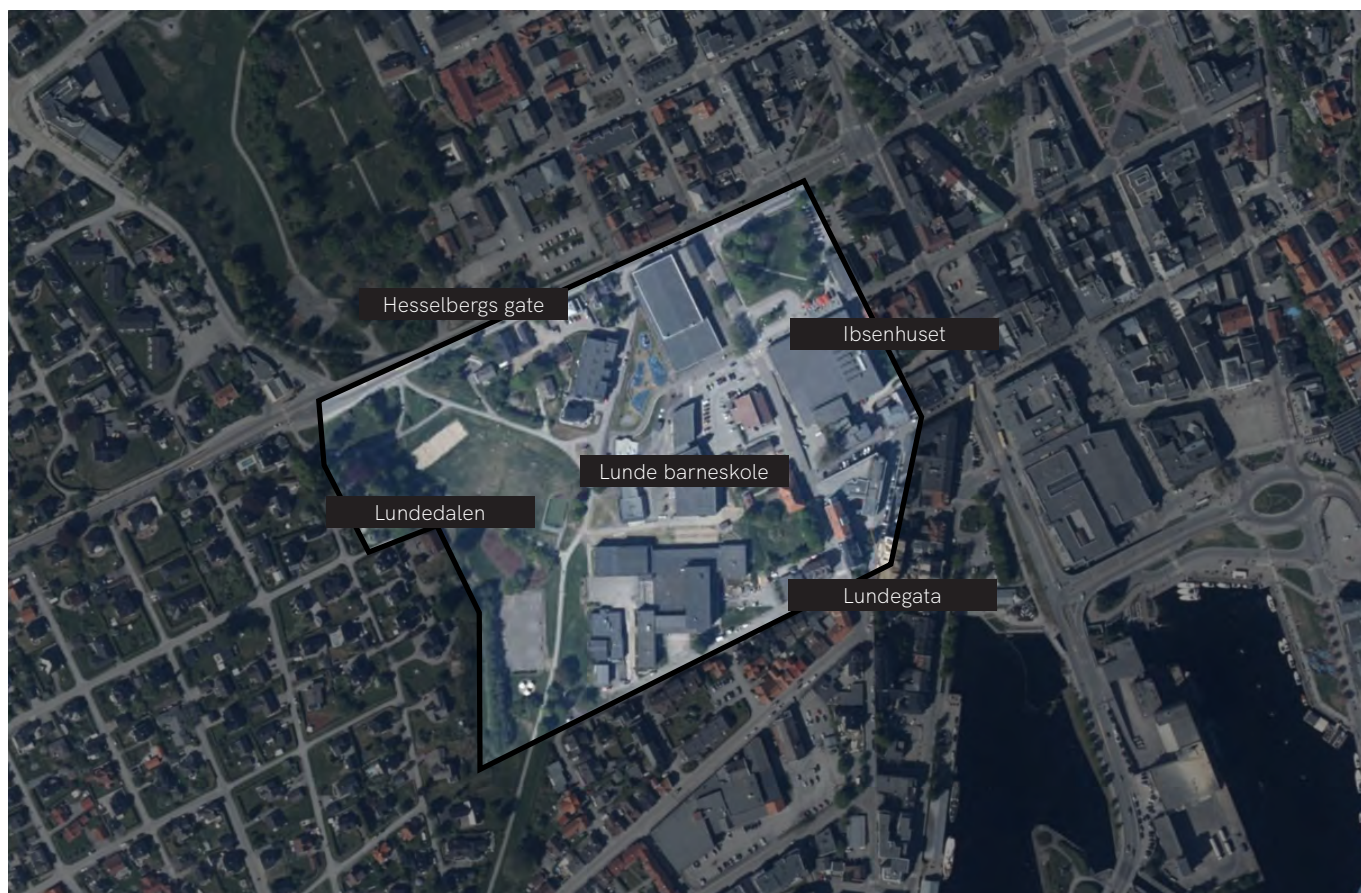 Hesselbergs gate
Ibsenhuset
Lunde barneskole
Lundedalen
Lundegata